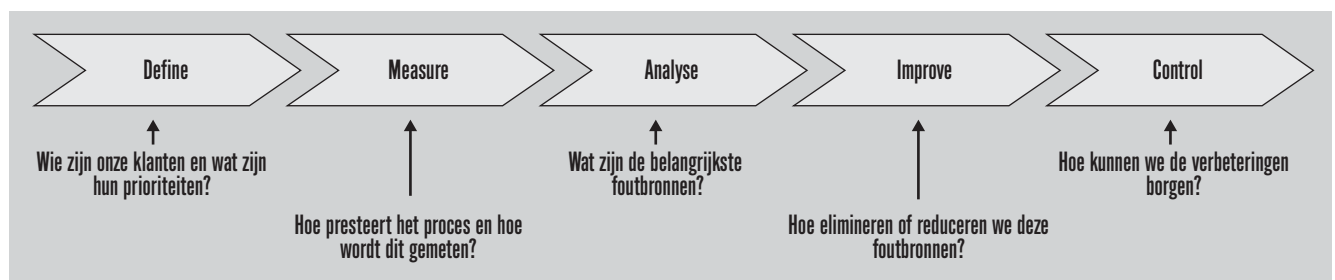 Define
Measure
Analyse
Improve
Control
Wie zijn onze klanten en wat zijn
hun prioriteiten?
Hoe presteert het proces en hoe
wordt dit gemeten?
Wat zijn de belangrijkste
foutbronnen?
Hoe elimineren of reduceren we deze
foutbronnen?
Hoe kunnen we de verbeteringen
borgen?